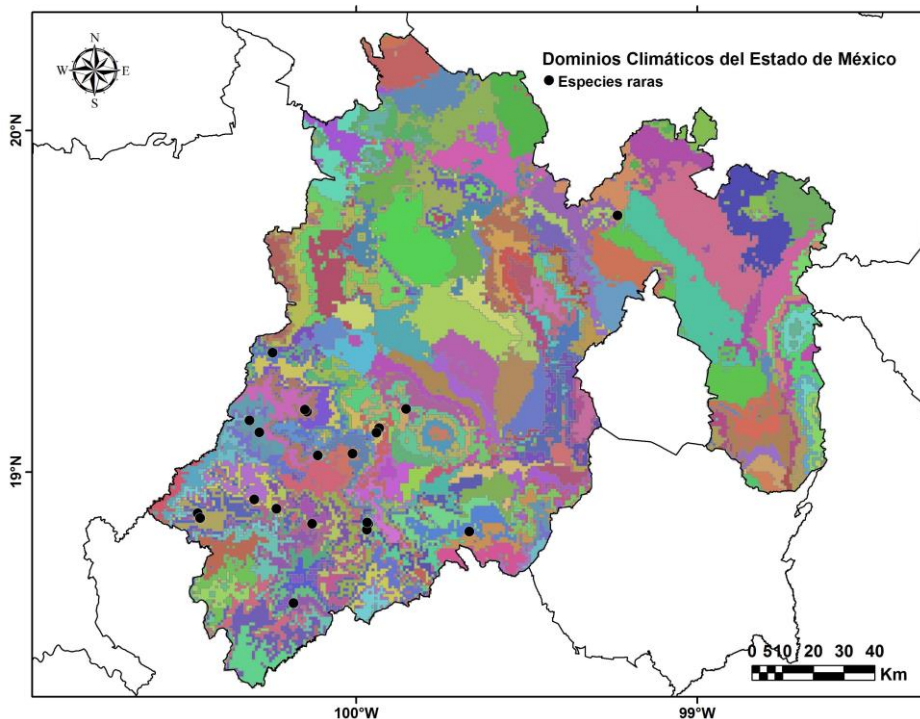 N
W E
S
Dominios Climáticos del Estado de México
Especies raras
20°N
19°N
0 5 10 20 30 40
Km
100°W 99°W